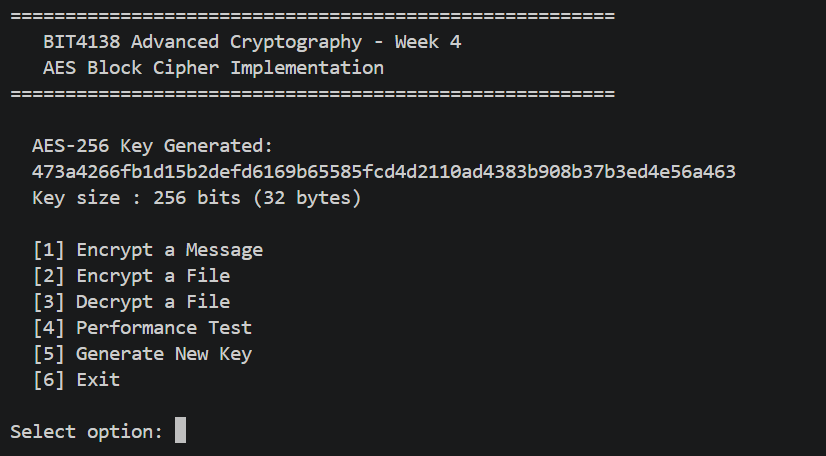 =======================================================
BIT4138 Advanced Cryptography - Week 4
AES Block Cipher Implementation
=======================================================
AES-256 Key Generated:
473a4266fb1d15b2defd6169b65585fcd4d2110ad4383b908b37b3ed4e56a463
Key size : 256 bits (32 bytes)
[1] Encrypt a Message
[2] Encrypt a File
[3] Decrypt a File
[4] Performance Test
[5] Generate New Key
[6] Exit
Select option: